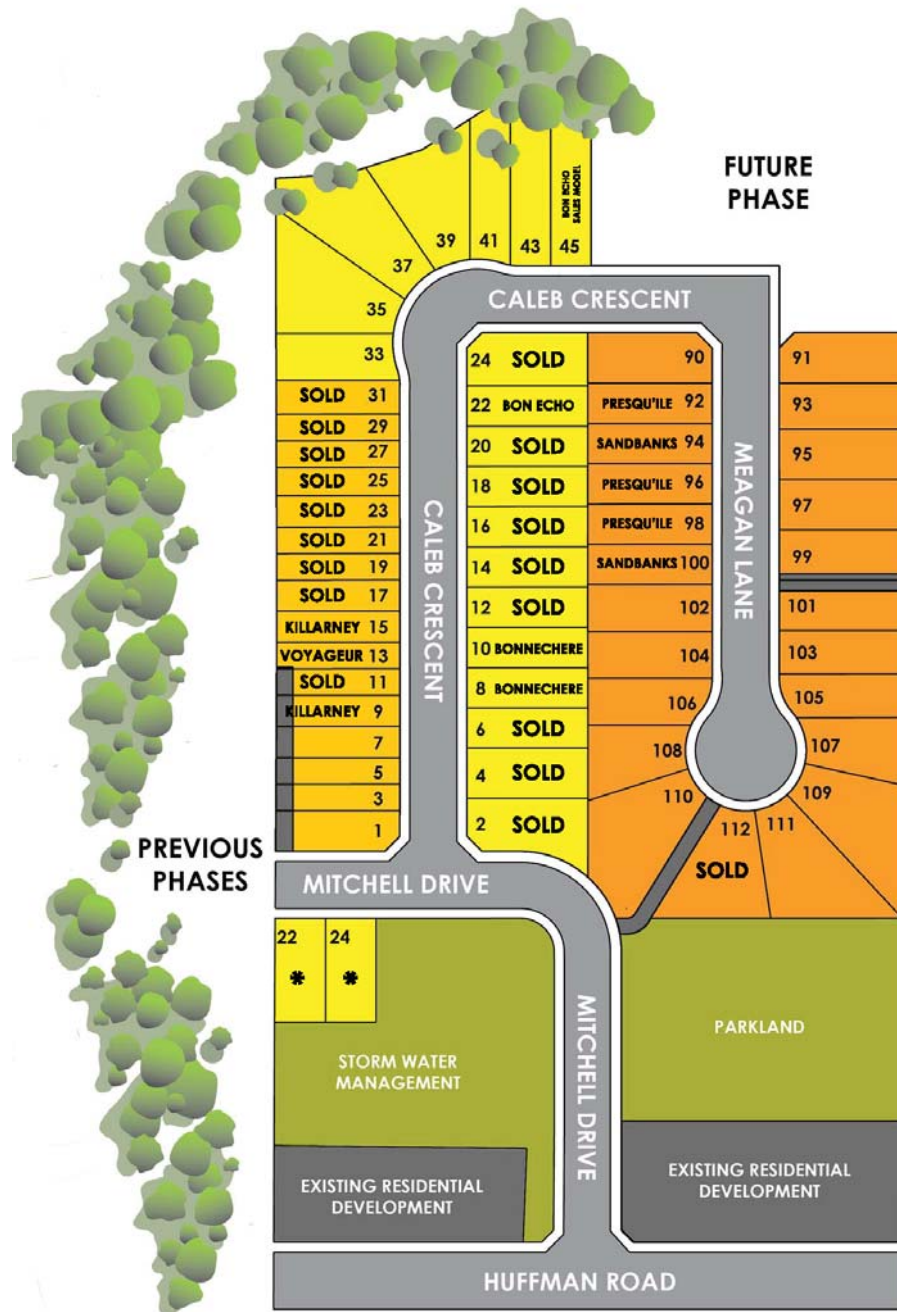 BON ECHO
SALES MODEL
FUTURE
PHASE
39
41
43
45
37
35
33
CALEB CRESCENT
24 SOLD
90
91
SOLD 31
22 BON ECHO
PRESQU'ILE 92
93
SOLD 29
SOLD 27
20 SOLD
SANDBANKS 94
95
SOLD 25
18 SOLD
PRESQU'ILE 96
97
SOLD 23
16 SOLD
PRESQU'ILE 98
SOLD 21
14 SOLD
SANDBANKS 100
99
SOLD 19
SOLD 17
12 SOLD
102
101
KILLARNEY 15
10 BONNECHERE
104
103
VOYAGEUR 13
SOLD 11
8 BONNECHERE
106
105
KILLARNEY 9
6 SOLD
7
108
107
5
4 SOLD
110
109
3
1
2 SOLD
112
111
SOLD
CALEB CRESCENT
MEAGAN LANE
PREVIOUS
PHASES
MITCHELL DRIVE
22
24
*
*
STORM WATER
MANAGEMENT
MITCHELL DRIVE
PARKLAND
EXISTING RESIDENTIAL
DEVELOPMENT
EXISTING RESIDENTIAL
DEVELOPMENT
HUFFMAN ROAD